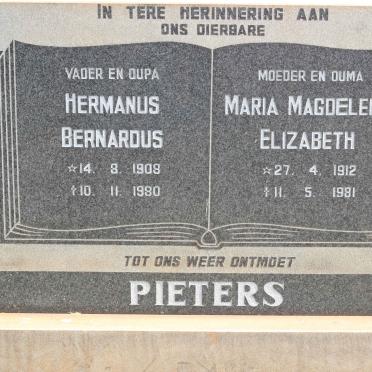 IN TERE HERINNERING AAN
ONS DIERBARE
VADER EN OUPA
HERMANUS
BERNARDUS
☆14. 8. 1908
†10. 11. 1980
MOEDER EN OUMA
MARIA
ELIZABETH
☆27. 4. 1912
†11. 5. 1981
TOT ONS WEER ONTMOET
PIETERS